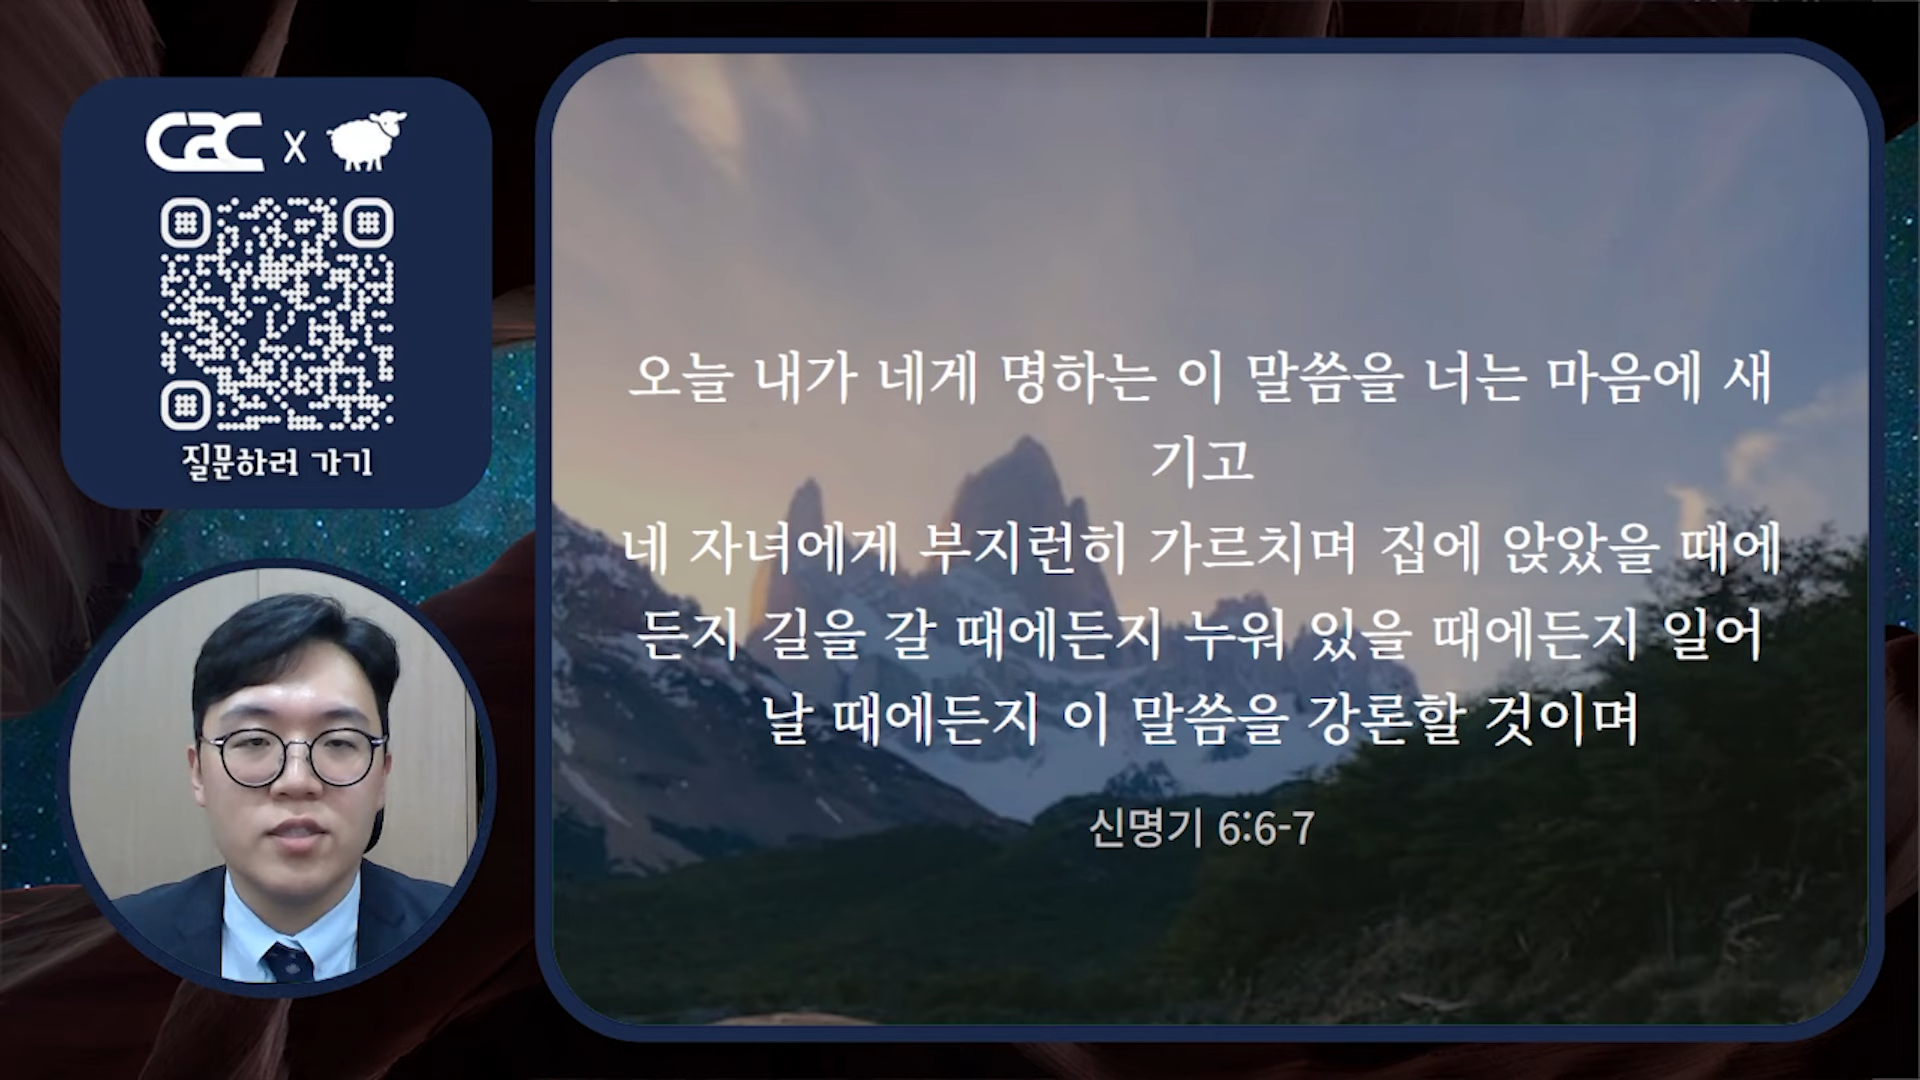 CAC X
질문하러 가기
오늘 내가 네게 명하는 이 말씀을 너는 마음에 새
기고
네 자녀에게 부지런히 가르치며 집에 앉았을 때에
든지 길을 갈 때에든지 누워 있을 때에든지 일어
날 때에든지 이 말씀을 강론할 것이며
신명기 6:6-7